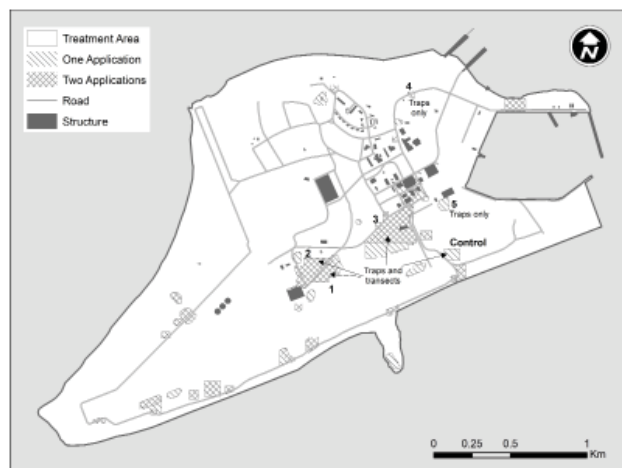 Treatment Area
One Application
Two Applications
Road
Structure
N
4
Traps
only
5
Traps only
3
Control
2
Traps and
transects
1
0 0.25 0.5 1
Km